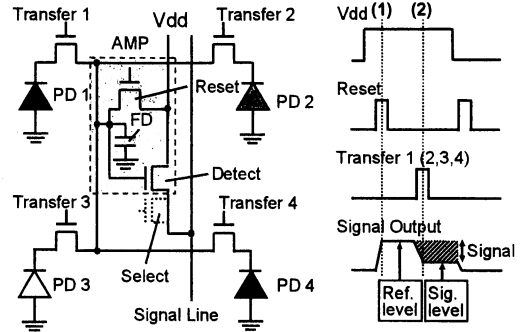 Transfer 1
Vdd
Transfer 2
AMP
Reset
PD 1
PD 2
FD
Detect
Transfer 3
Transfer 4
Select
PD 3
PD 4
Signal Line
Vdd (1) (2)
Reset
Transfer 1 (2,3,4)
Signal Output
Signal
Ref. level
Sig. level